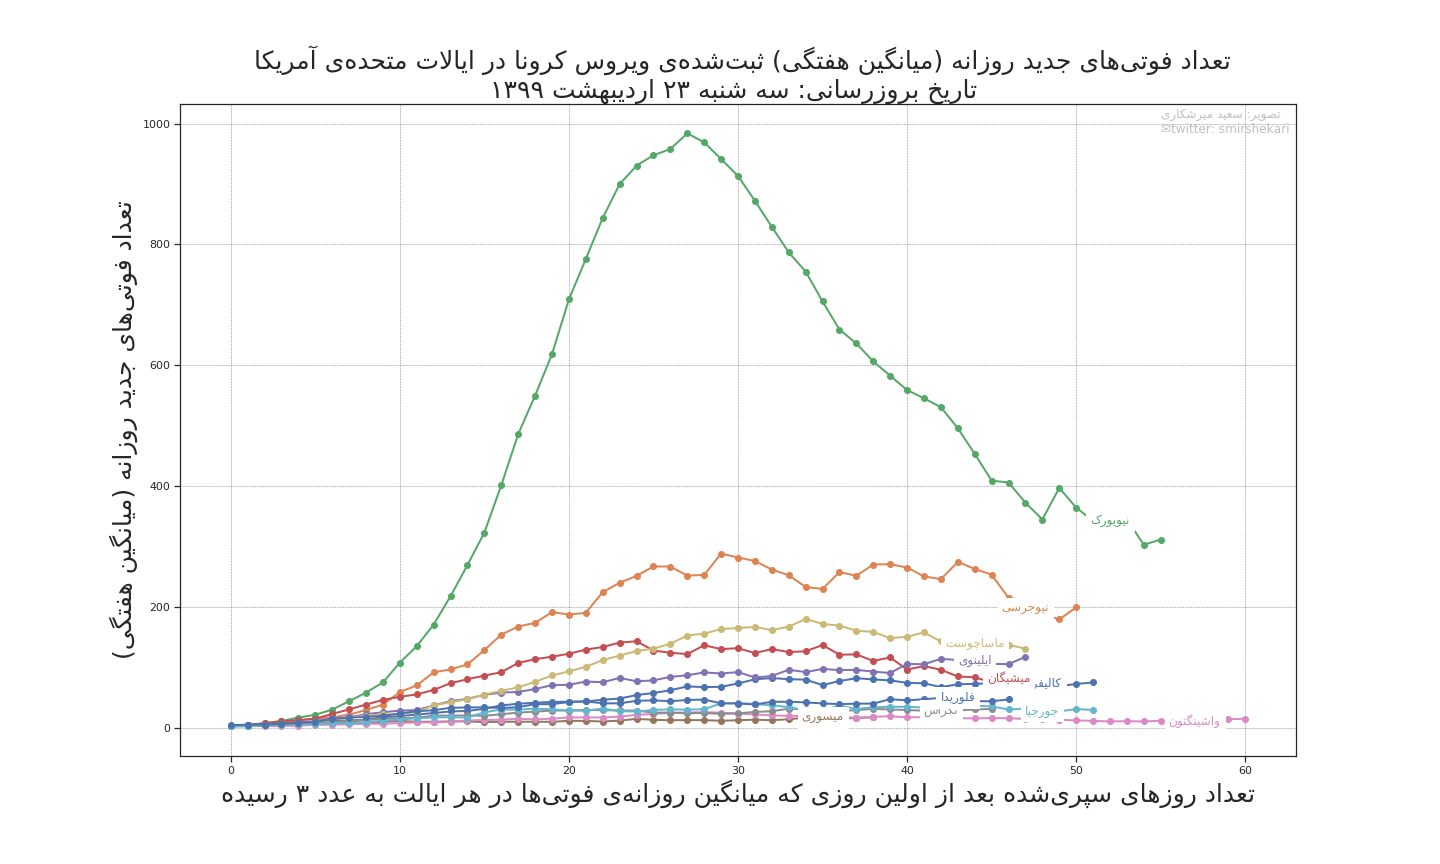 تعداد فوتی‌های جدید روزانه (میانگین هفتگی) ثبت‌شده‌ی ویروس کرونا در ایالات متحده‌ی آمریکا
تاریخ بروزرسانی: سه شنبه ۲۳ اردیبهشت ۱۳۹۹
تصویر: سعید میرشکاری
✉twitter: smirshekari
تعداد فوتی‌های جدید روزانه (میانگین هفتگی)
1000
800
600
400
200
0
نیویورک
نیوجرسی
ماساچوست
ایلینوی
میشیگان
فلوریدا
جورجیا
میسوری
واشینگتون
0 10 20 30 40 50 60
تعداد روزهای سپری‌شده بعد از اولین روزی که میانگین روزانه‌ی فوتی‌ها در هر ایالت به عدد ۳ رسیده